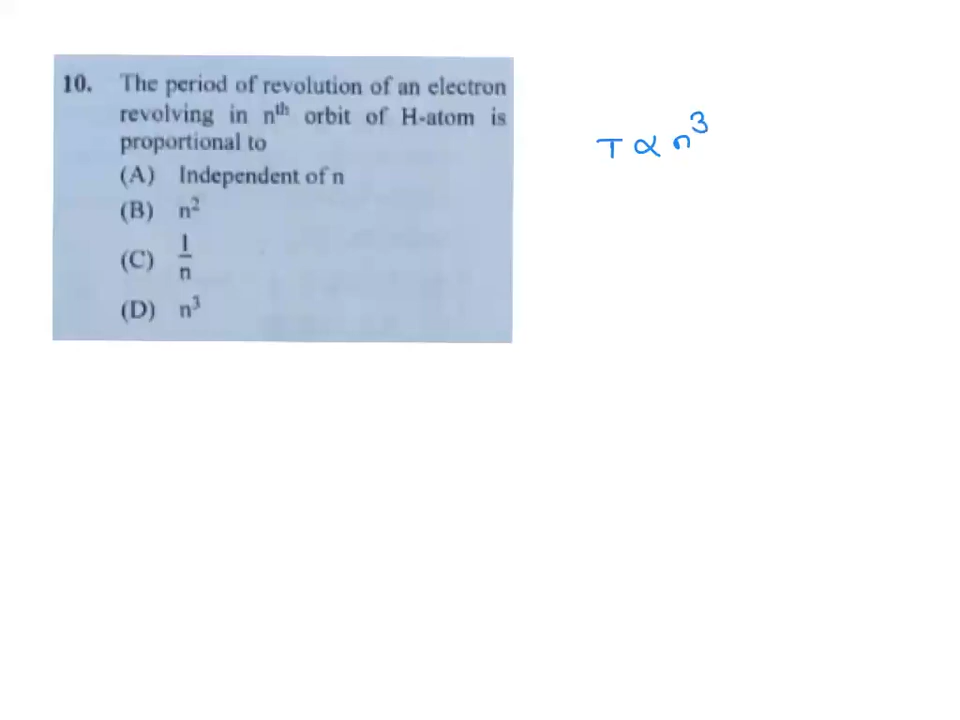 10. The period of revolution of an electron
revolving in nᵗʰ orbit of H-atom is
proportional to
(A) Independent of n
(B) n²
(C) 1/n
(D) n³
T ∝ n³